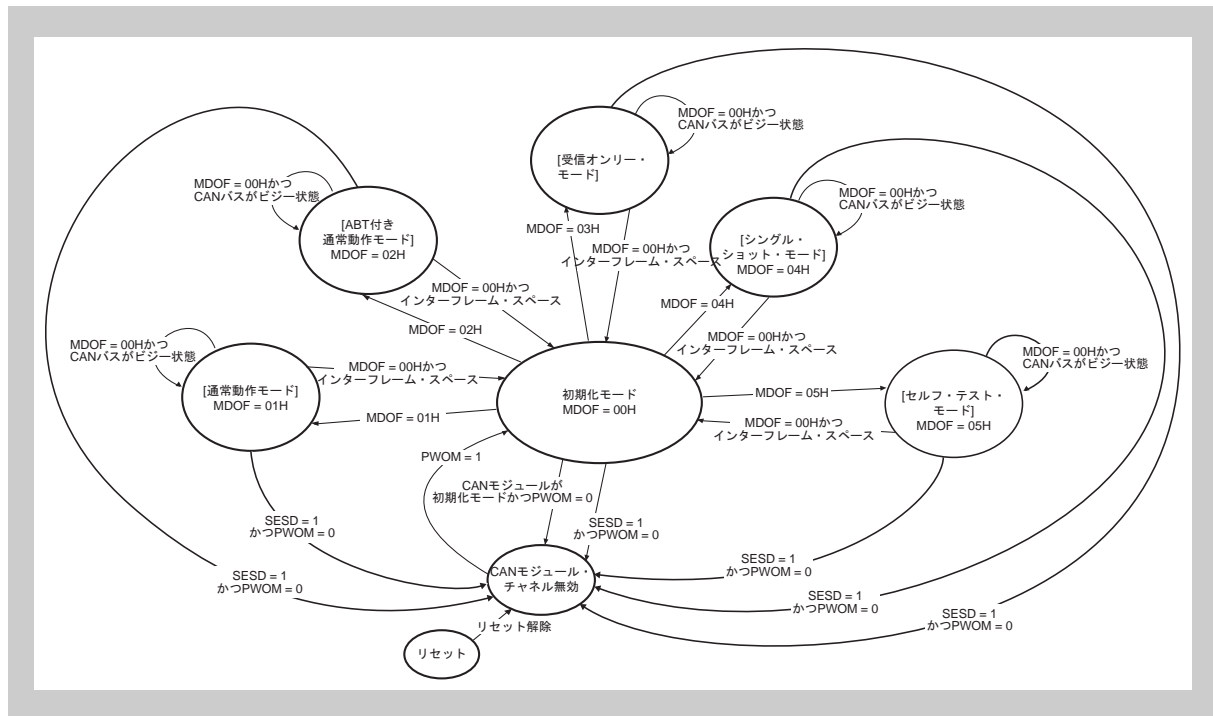 MDOF = 00Hかつ
CANバスがビジー状態
[受信オンリー・
モード]
MDOF = 00Hかつ
CANバスがビジー状態
[ABT付き
通常動作モード]
MDOF = 02H
MDOF = 00Hかつ
CANバスがビジー状態
[シングル・
ショット・モード]
MDOF = 04H
MDOF = 03H
MDOF = 00Hかつ
インターフレーム・スペース
MDOF = 00Hかつ
インターフレーム・スペース
MDOF = 04H
MDOF = 02H
MDOF = 00Hかつ
インターフレーム・スペース
MDOF = 00Hかつ
CANバスがビジー状態
MDOF = 00Hかつ
CANバスがビジー状態
[通常動作モード]
MDOF = 01H
MDOF = 00Hかつ
インターフレーム・スペース
初期化モード
MDOF = 00H
MDOF = 05H
[セルフ・テスト・
モード]
MDOF = 05H
MDOF = 01H
MDOF = 00Hかつ
インターフレーム・スペース
PWOM = 1
CANモジュールが
初期化モードかつPWOM = 0
SESD = 1
かつPWOM = 0
SESD = 1
かつPWOM = 0
SESD = 1
かつPWOM = 0
SESD = 1
かつPWOM = 0
CANモジュール・
チャネル無効
SESD = 1
かつPWOM = 0
SESD = 1
かつPWOM = 0
リセット解除
リセット